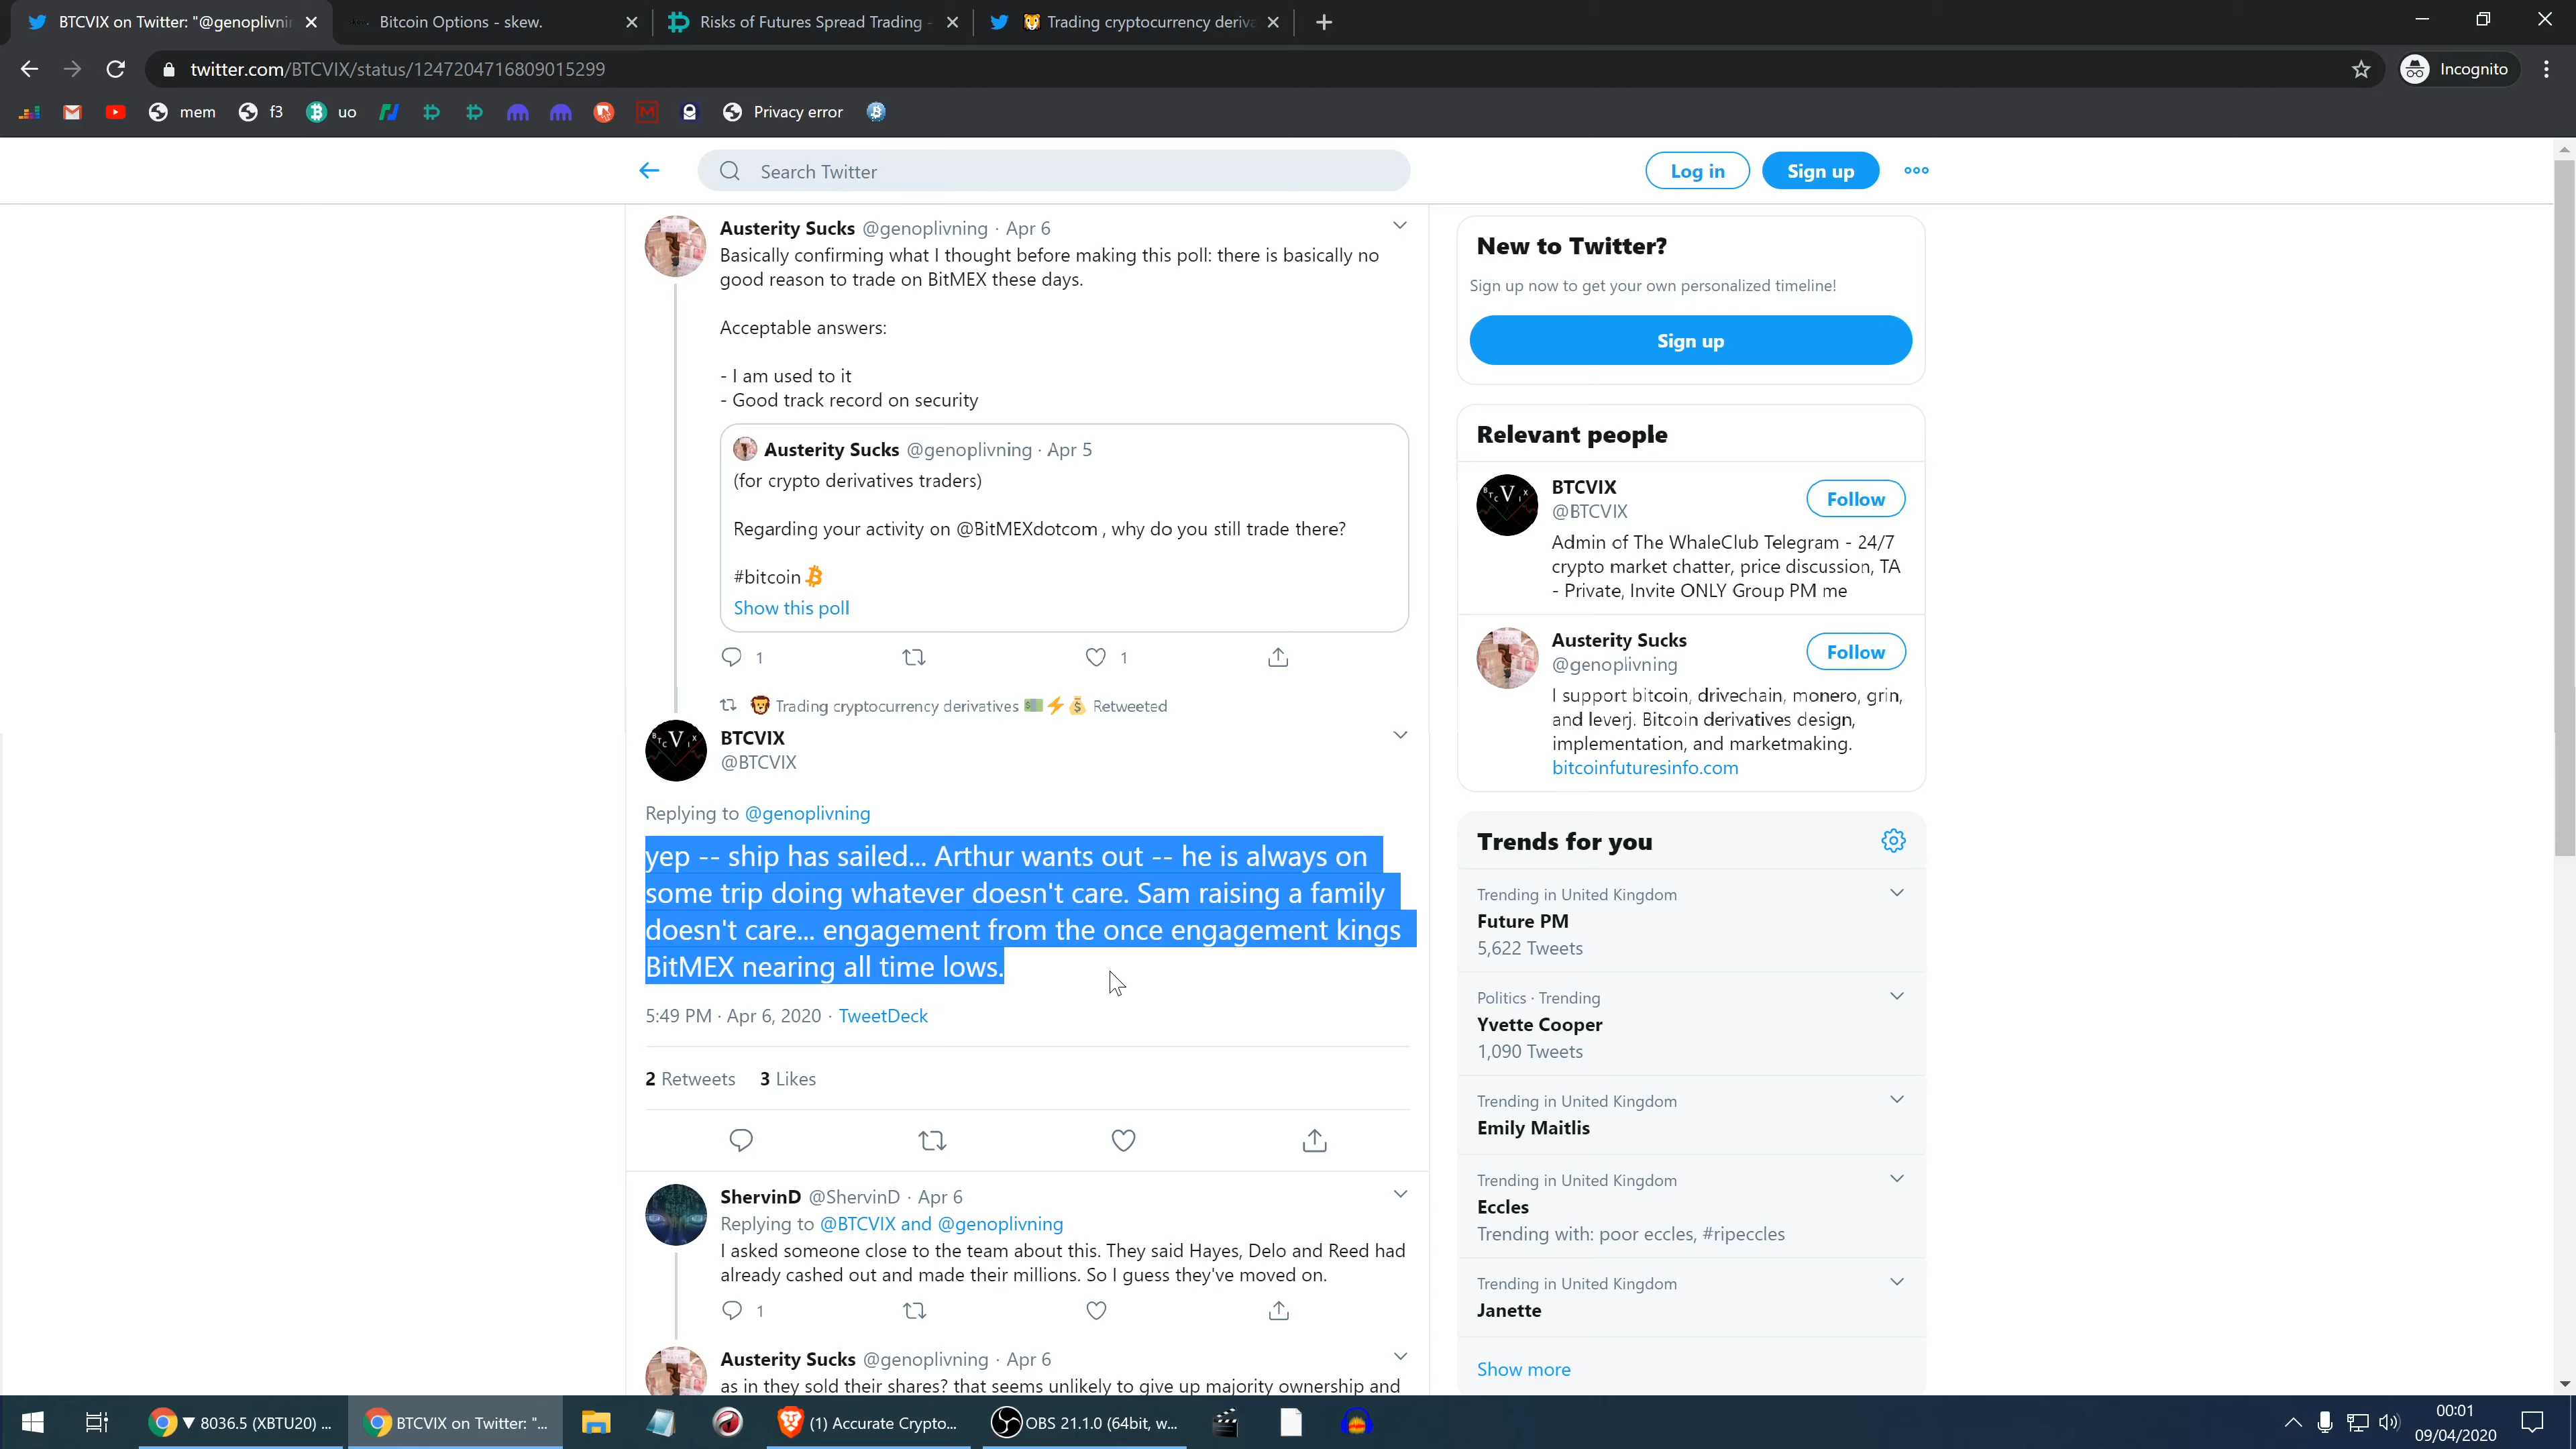 BTCVIX on Twitter: "@genoplivnin
Bitcoin Options - skew.
Risks of Futures Spread Trading -
Trading cryptocurrency deriva
twitter.com/BTCVIX/status/1247204716809015299
Incognito
mem
f3
uo
Privacy error
Search Twitter
Log in
Sign up
Austerity Sucks @genoplivning · Apr 6
Basically confirming what I thought before making this poll: there is basically no
good reason to trade on BitMEX these days.
Acceptable answers:
- I am used to it
- Good track record on security
Austerity Sucks @genoplivning · Apr 5
(for crypto derivatives traders)
Regarding your activity on @BitMEXdotcom , why do you still trade there?
#bitcoin
Show this poll
1
1
Trading cryptocurrency derivatives 💵⚡💰 Retweeted
BTCVIX
@BTCVIX
Replying to @genoplivning
yep -- ship has sailed... Arthur wants out -- he is always on
some trip doing whatever doesn't care. Sam raising a family
doesn't care... engagement from the once engagement kings
BitMEX nearing all time lows.
5:49 PM · Apr 6, 2020 · TweetDeck
2 Retweets 3 Likes
ShervinD @ShervinD · Apr 6
Replying to @BTCVIX and @genoplivning
I asked someone close to the team about this. They said Hayes, Delo and Reed had
already cashed out and made their millions. So I guess they've moved on.
1
Austerity Sucks @genoplivning · Apr 6
as in they sold their shares? that seems unlikely to give up majority ownership and
New to Twitter?
Sign up now to get your own personalized timeline!
Sign up
Relevant people
BTCVIX
@BTCVIX
Follow
Admin of The WhaleClub Telegram - 24/7
crypto market chatter, price discussion, TA
- Private, Invite ONLY Group PM me
Austerity Sucks
@genoplivning
Follow
I support bitcoin, drivechain, monero, grin,
and leverj. Bitcoin derivatives design,
implementation, and marketmaking.
bitcoinfuturesinfo.com
Trends for you
Trending in United Kingdom
Future PM
5,622 Tweets
Politics · Trending
Yvette Cooper
1,090 Tweets
Trending in United Kingdom
Emily Maitlis
Trending in United Kingdom
Eccles
Trending with: poor eccles, #ripeccles
Trending in United Kingdom
Janette
Show more
▼ 8036.5 (XBTU20) ...
BTCVIX on Twitter: "...
(1) Accurate Crypto...
OBS 21.1.0 (64bit, w...
00:01
09/04/2020